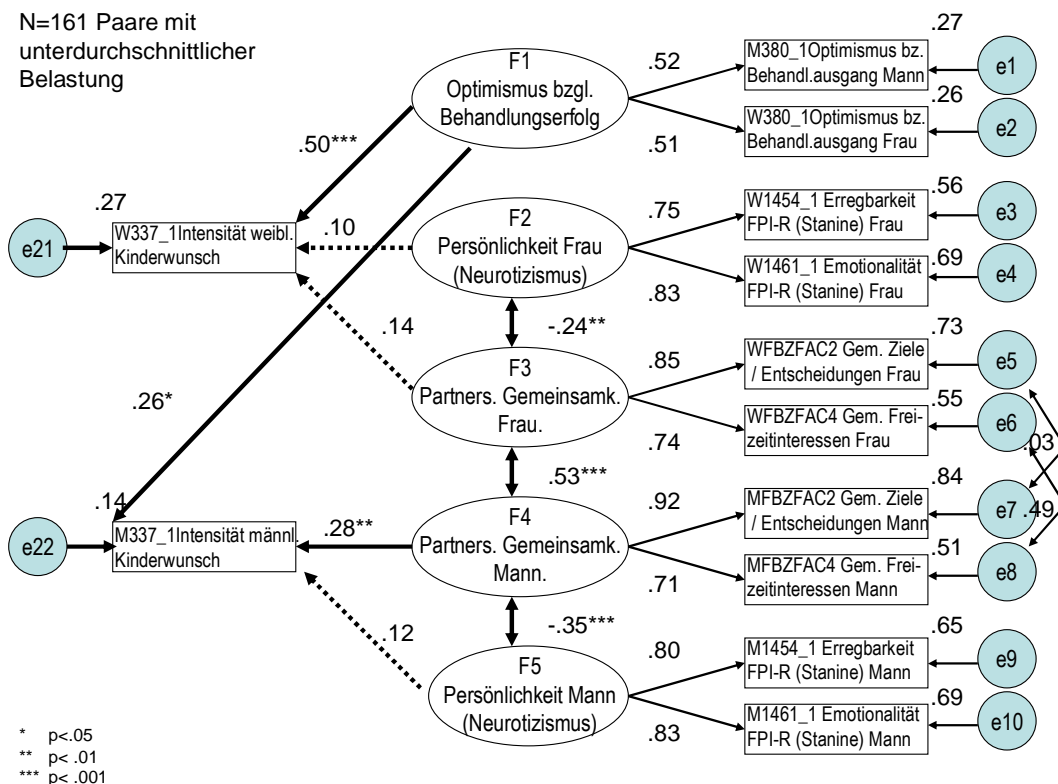 N=161 Paare mit
unterdurchschnittlicher
Belastung
F1
Optimismus bzgl.
Behandlungserfolg
.52
.51
M380_1Optimismus bz.
Behandl.ausgang Mann
.27
e1
W380_1Optimismus bz.
Behandl.ausgang Frau
.26
e2
.50***
.27
e21
W337_1Intensität weibl.
Kinderwunsch
.10
F2
Persönlichkeit Frau
(Neurotizismus)
.75
.83
W1454_1 Erregbarkeit
FPI-R (Stanine) Frau
.56
e3
W1461_1 Emotionalität
FPI-R (Stanine) Frau
.69
e4
.14
-.24**
F3
Partners. Gemeinsamk.
Frau.
.85
.74
WFBZFAC2 Gem. Ziele
/ Entscheidungen Frau
.73
e5
WFBZFAC4 Gem. Frei-
zeitinteressen Frau
.55
e6
.03
.26*
.53***
.14
e22
M337_1Intensität männl.
Kinderwunsch
.28**
F4
Partners. Gemeinsamk.
Mann.
.92
.71
MFBZFAC2 Gem. Ziele
/ Entscheidungen Mann
.84
e7
.49
MFBZFAC4 Gem. Frei-
zeitinteressen Mann
.51
e8
.12
-.35***
F5
Persönlichkeit Mann
(Neurotizismus)
.80
.83
M1454_1 Erregbarkeit
FPI-R (Stanine) Mann
.65
e9
M1461_1 Emotionalität
FPI-R (Stanine) Mann
.69
e10
* p<.05
** p< .01
*** p< .001